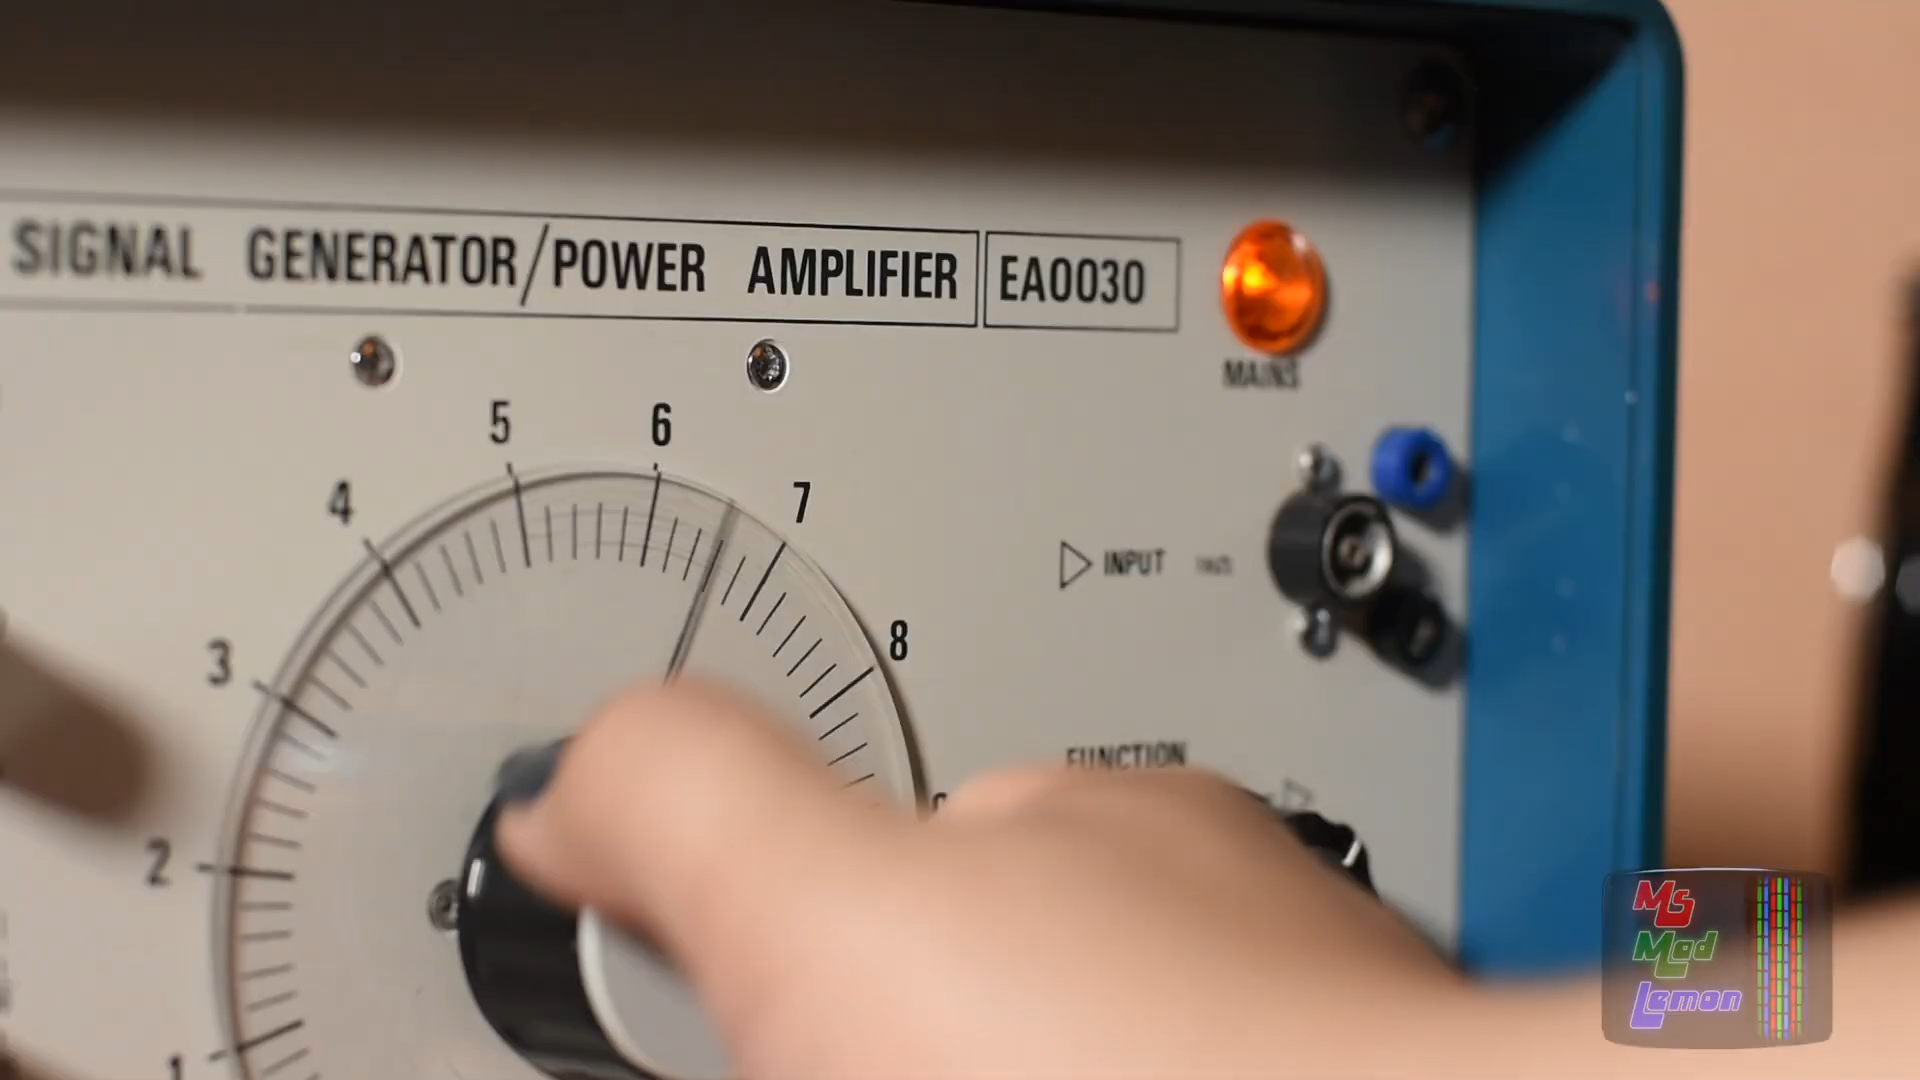 SIGNAL GENERATOR/POWER AMPLIFIER EA0030
MAINS
5
6
4
7
INPUT
3
8
FUNCTION
2
1
Ms
Mad
Lemon